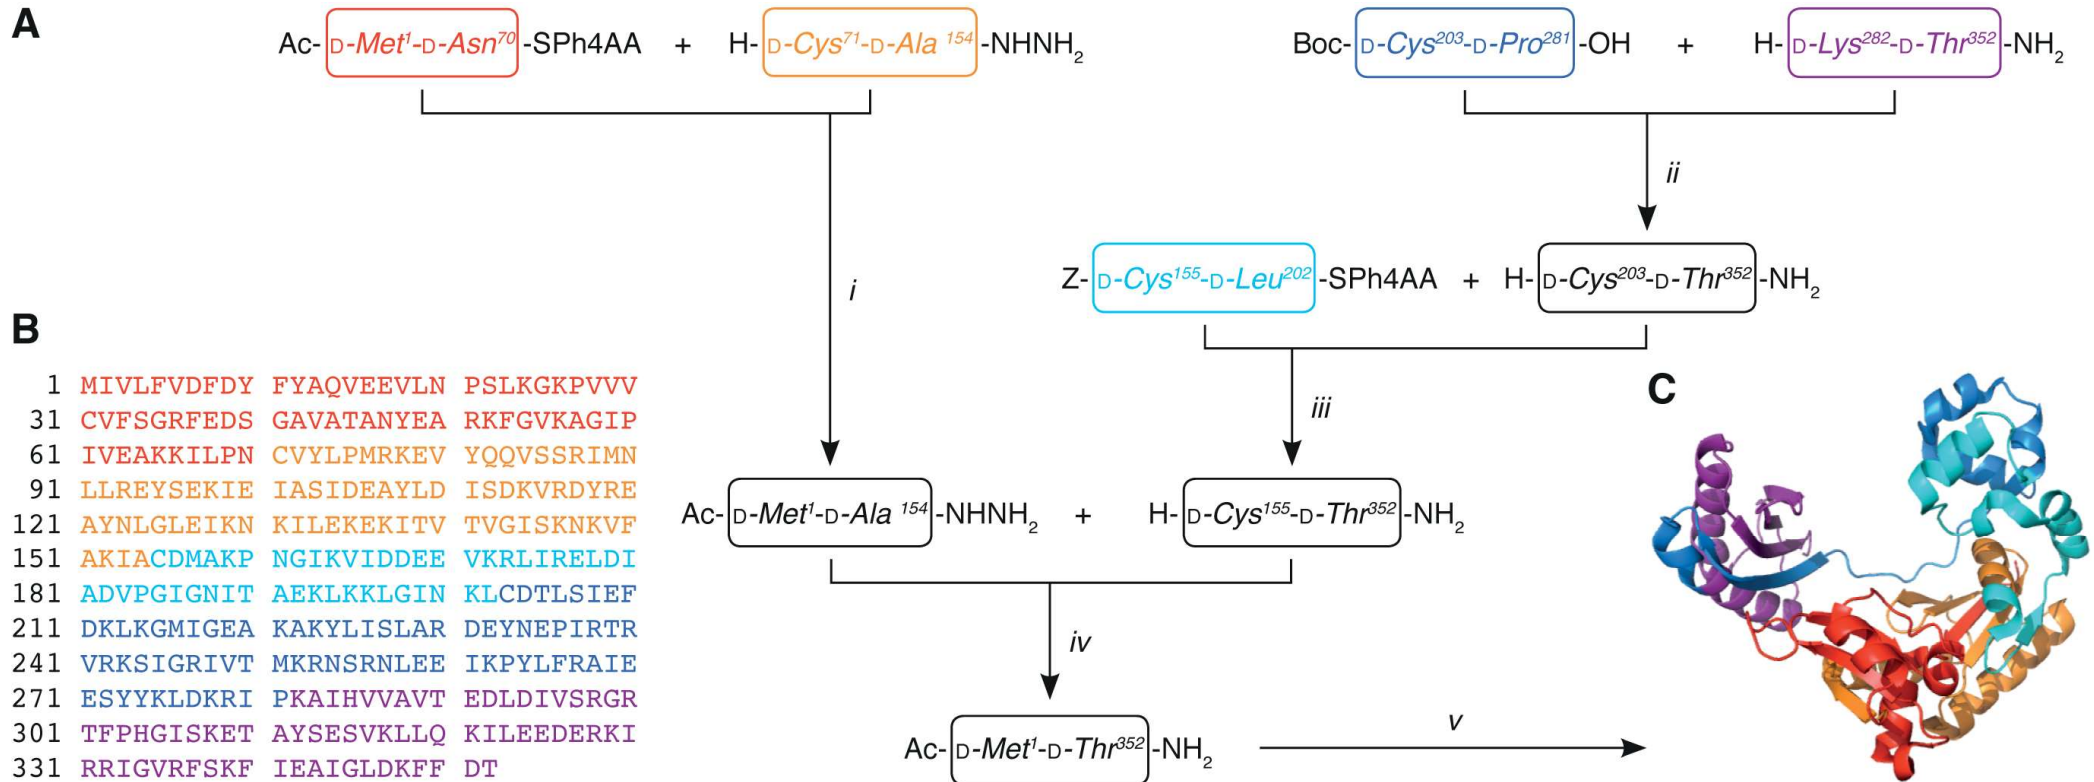 A
Ac- D-Met1-D-Asn70 -SPh4AA + H- D-Cys71-D-Ala 154 -NHNH2
Boc- D-Cys203-D-Pro281 -OH + H- D-Lys282-D-Thr352 -NH2
ii
Z- D-Cys155-D-Leu202 -SPh4AA + H- D-Cys203-D-Thr352 -NH2
i
iii
Ac- D-Met1-D-Ala 154 -NHNH2 + H- D-Cys155-D-Thr352 -NH2
iv
Ac- D-Met1-D-Thr352 -NH2
v
B
1 MIVLFVDFDY FYAQVEEVLN PSLKGKPVVV
31 CVFSGRFEDS GAVATANYEA RKFGVKAGIP
61 IVEAKKILPN CVYLPMRKEV YQQVSSRIMN
91 LLREYSEKIE IASIDEAYLD ISDKVRDYRE
121 AYNLGLEIKN KILEKEKITV TVGISKNKVF
151 AKIACDMAKP NGIKVIDDEE VKRLIRELDI
181 ADVPGIGNIT AEKLKKLGIN KLCDTLSIEF
211 DKLKGMIGEA KAKYLISLAR DEYNEPIRTR
241 VRKSIGRIVT MKRNSRNLEE IKPYLFRAIE
271 ESYYKLDKRI PKAIHVVAVT EDLDIVSRGR
301 TFPHGISKET AYSESVKLLQ KILEEDERKI
331 RRIGVRFSKF IEAIGLDKFF DT
C